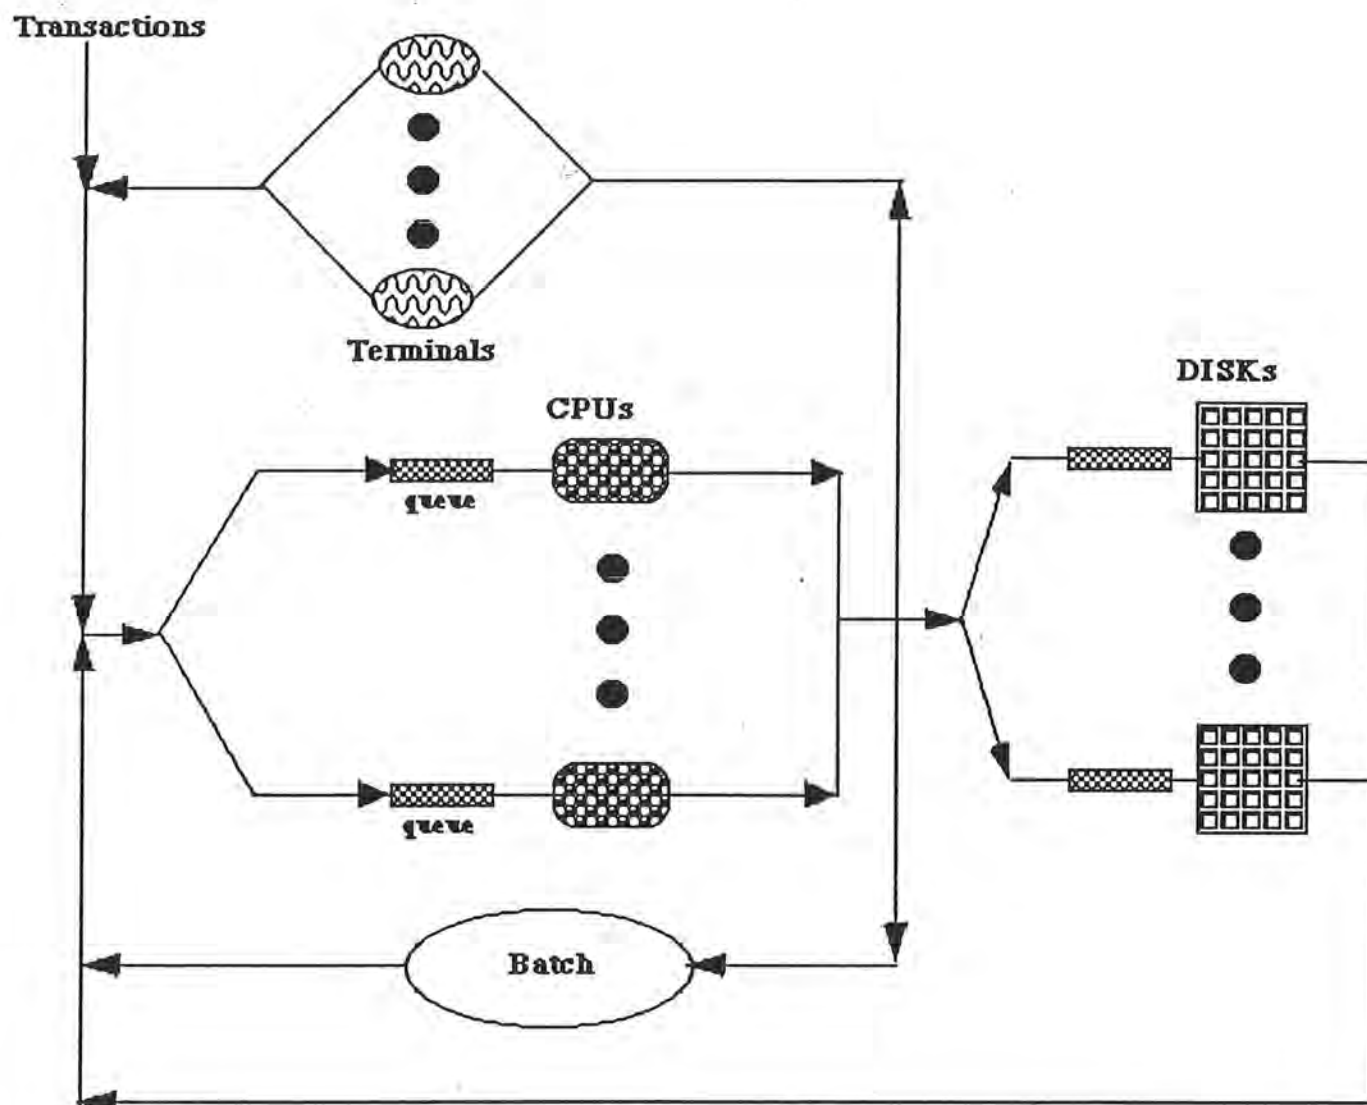 Transactions
Terminals
CPUs
DISKs
queue
queue
Batch